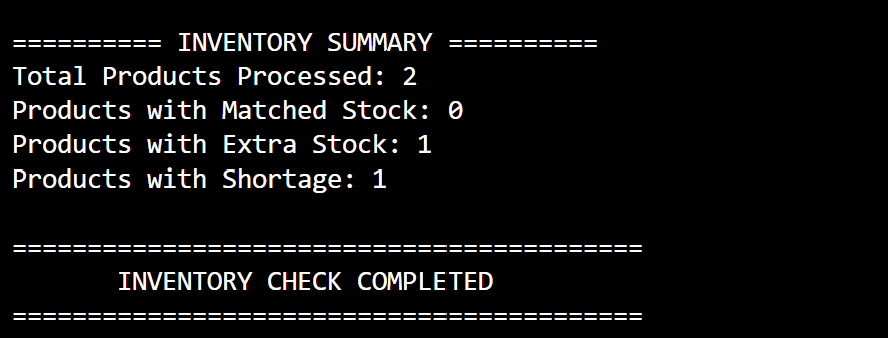 ========== INVENTORY SUMMARY ==========
Total Products Processed: 2
Products with Matched Stock: 0
Products with Extra Stock: 1
Products with Shortage: 1
==========================================
INVENTORY CHECK COMPLETED
==========================================